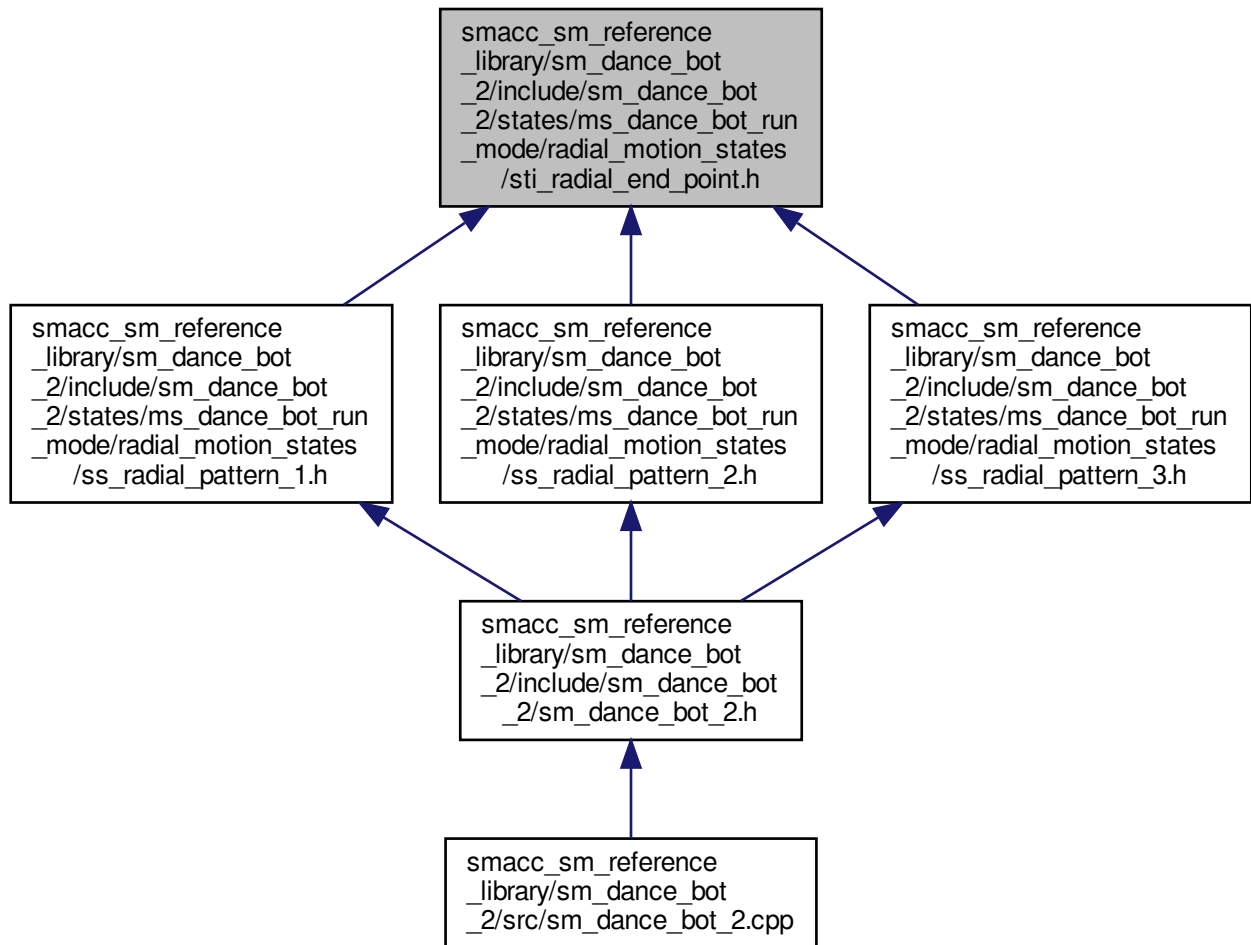 smacc_sm_reference
_library/sm_dance_bot
_2/include/sm_dance_bot
_2/states/ms_dance_bot_run
_mode/radial_motion_states
/sti_radial_end_point.h
smacc_sm_reference
_library/sm_dance_bot
_2/include/sm_dance_bot
_2/states/ms_dance_bot_run
_mode/radial_motion_states
/ss_radial_pattern_1.h
smacc_sm_reference
_library/sm_dance_bot
_2/include/sm_dance_bot
_2/states/ms_dance_bot_run
_mode/radial_motion_states
/ss_radial_pattern_2.h
smacc_sm_reference
_library/sm_dance_bot
_2/include/sm_dance_bot
_2/states/ms_dance_bot_run
_mode/radial_motion_states
/ss_radial_pattern_3.h
smacc_sm_reference
_library/sm_dance_bot
_2/include/sm_dance_bot
_2/sm_dance_bot_2.h
smacc_sm_reference
_library/sm_dance_bot
_2/src/sm_dance_bot_2.cpp